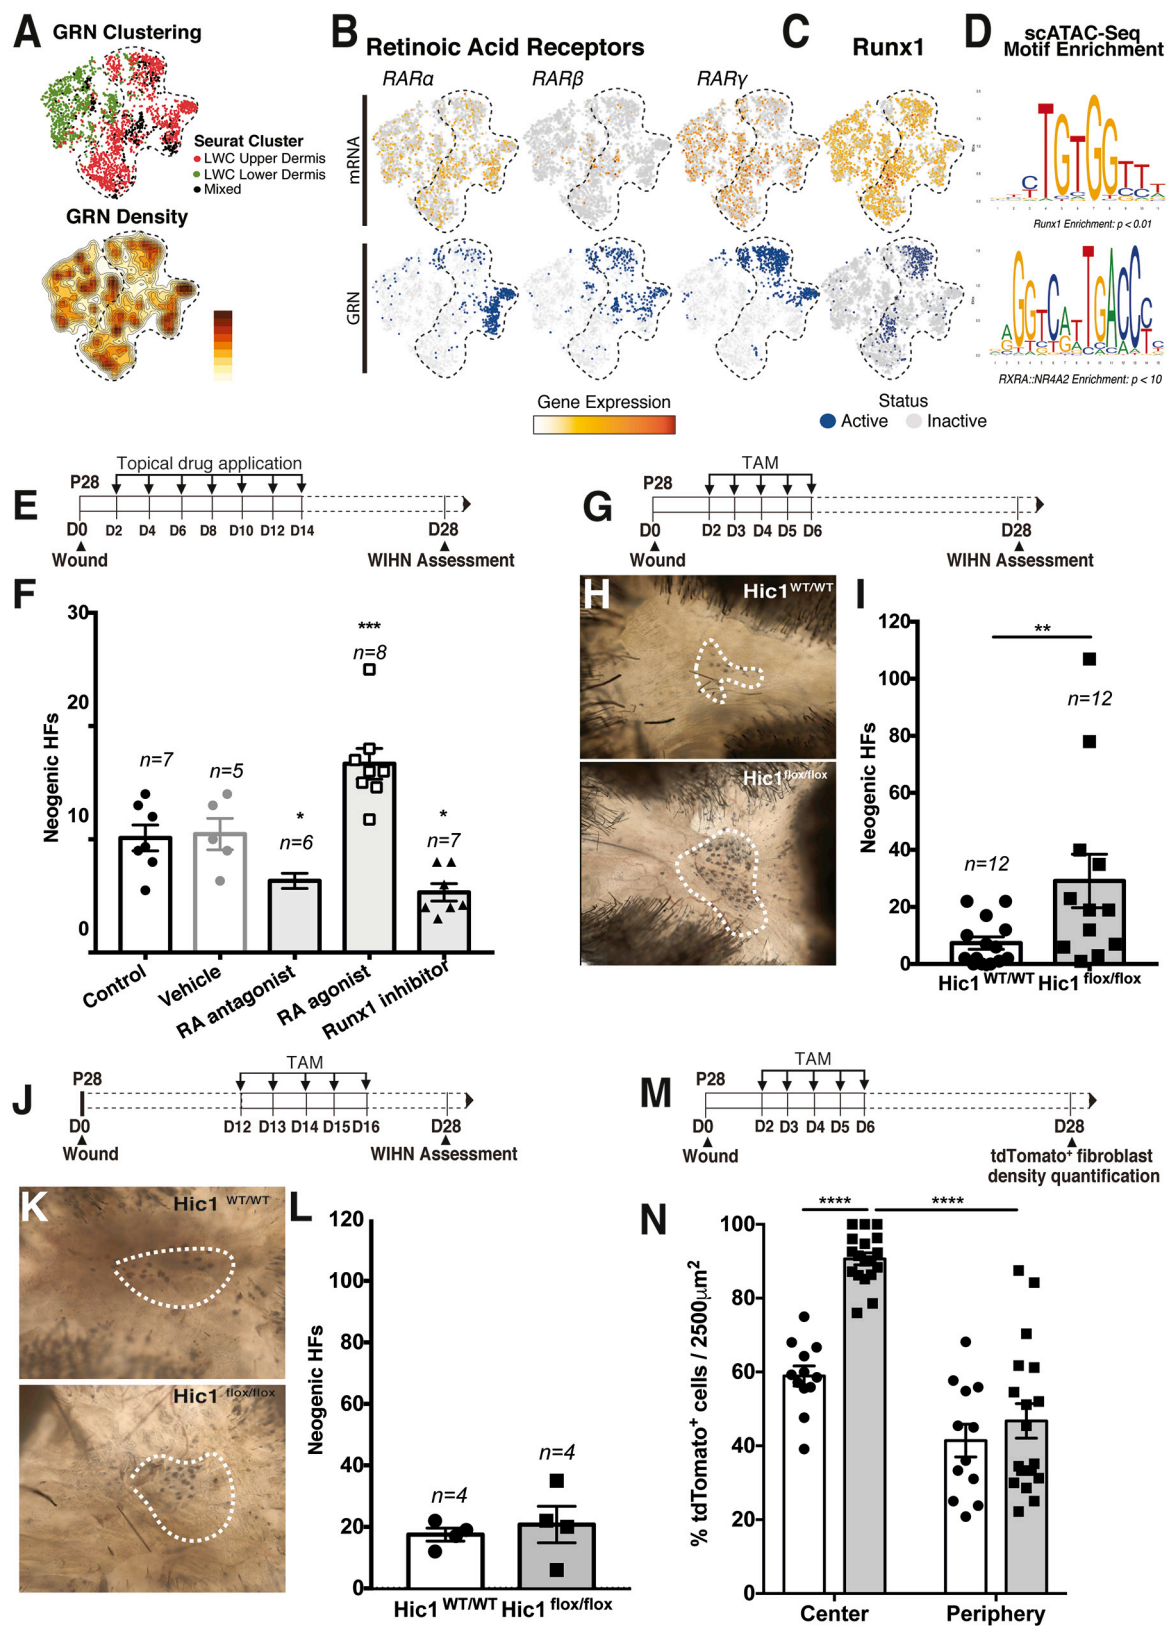 A
GRN Clustering
Seurat Cluster
LWC Upper Dermis
LWC Lower Dermis
Mixed
GRN Density
B
Retinoic Acid Receptors
RARα
RARβ
RARγ
mRNA
GRN
Gene Expression
C
Runx1
Status
Active
Inactive
D
scATAC-Seq
Motif Enrichment
Runx1 Enrichment: p < 0.01
RXRA::NR4A2 Enrichment: p < 10
E
Topical drug application
P28
D0
D2
D4
D6
D8
D10
D12
D14
D28
Wound
WIHN Assessment
F
Neogenic HFs
30
20
10
0
n=7
n=5
*
n=6
***
n=8
*
n=7
Control
Vehicle
RA antagonist
RA agonist
Runx1 inhibitor
G
TAM
P28
D0
D2
D3
D4
D5
D6
D28
Wound
WIHN Assessment
H
Hic1 WT/WT
Hic1 flox/flox
I
Neogenic HFs
120
80
60
40
20
0
**
n=12
n=12
Hic1 WT/WT
Hic1 flox/flox
J
TAM
P28
D0
D12
D13
D14
D15
D16
D28
Wound
WIHN Assessment
K
Hic1 WT/WT
Hic1 flox/flox
L
Neogenic HFs
120
100
80
60
40
20
0
n=4
n=4
Hic1 WT/WT
Hic1 flox/flox
M
TAM
P28
D0
D2
D3
D4
D5
D6
D28
Wound
tdTomato+ fibroblast
density quantification
N
% tdTomato+ cells / 2500μm2
100
80
60
40
20
0
****
****
Center
Periphery